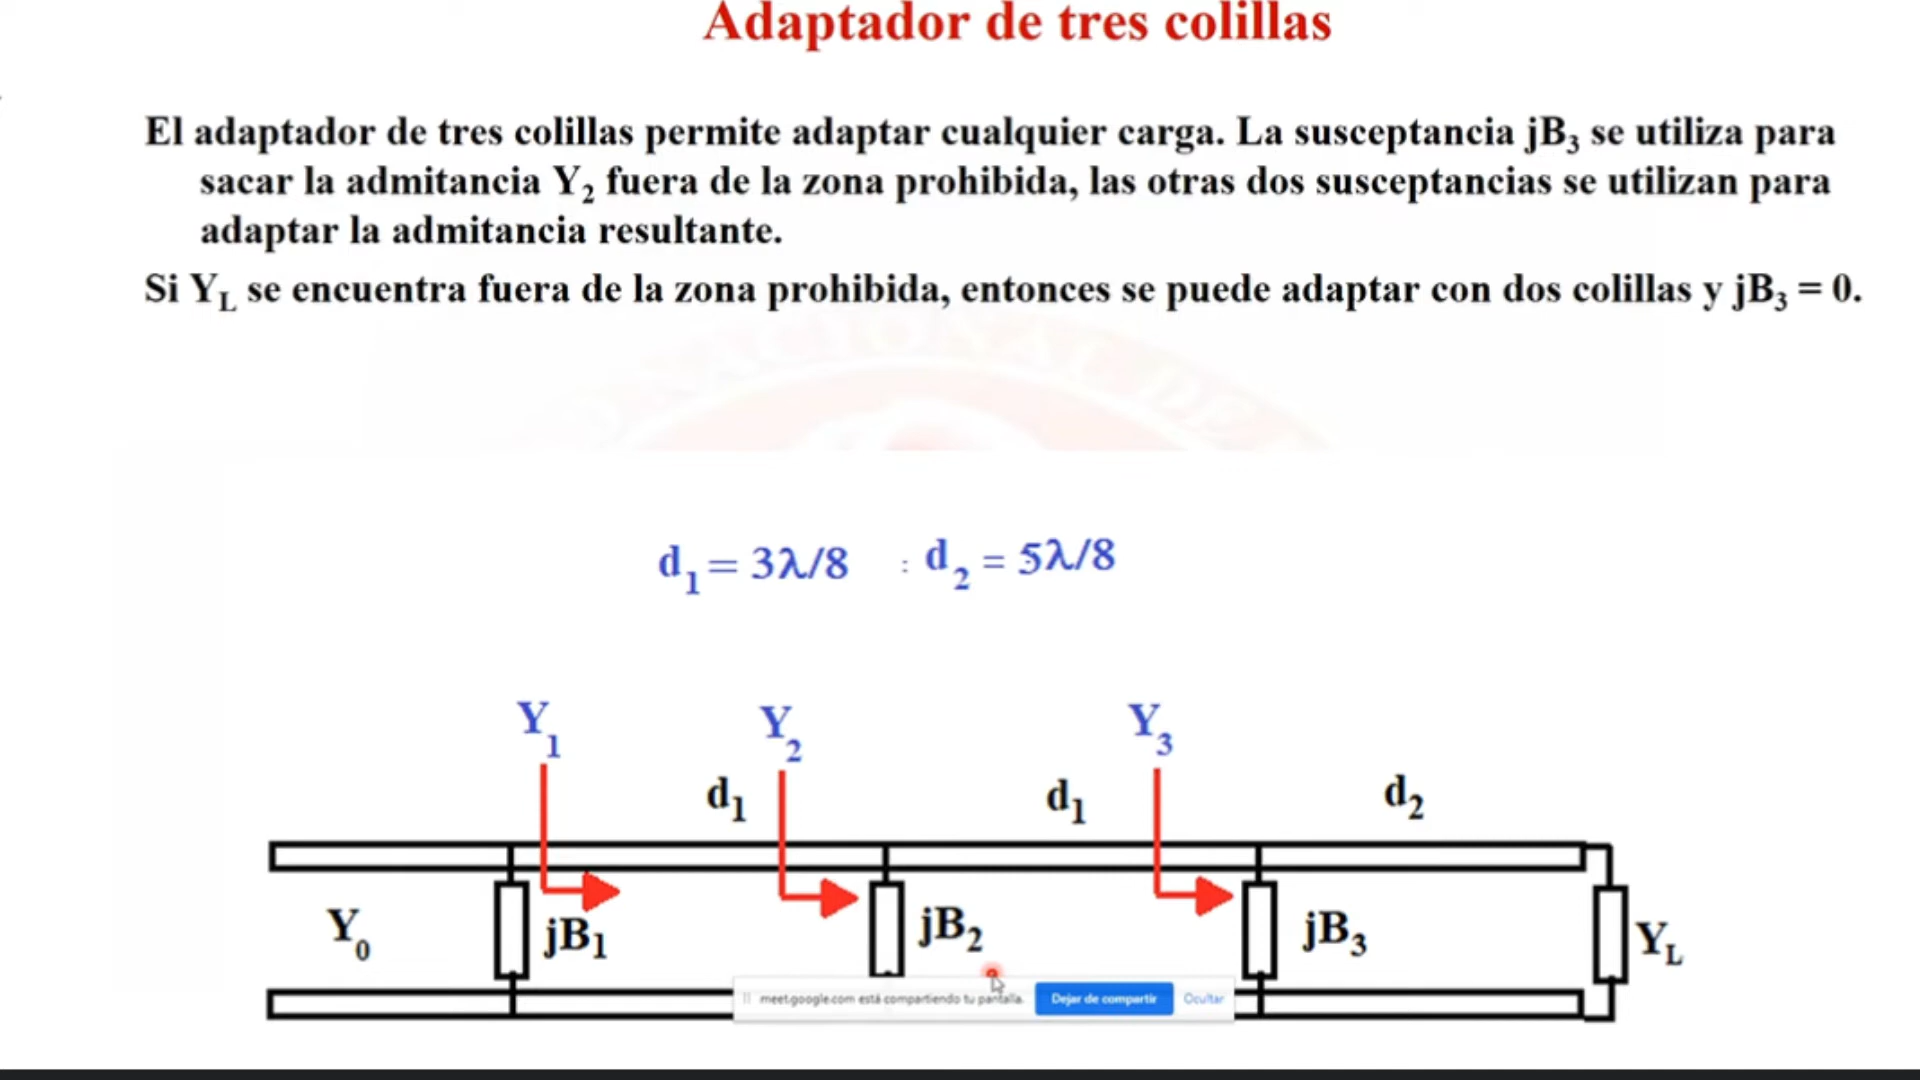 Adaptador de tres colillas
El adaptador de tres colillas permite adaptar cualquier carga. La susceptancia jB₃ se utiliza para
sacar la admitancia Y₂ fuera de la zona prohibida, las otras dos susceptancias se utilizan para
adaptar la admitancia resultante.
Si Y_L se encuentra fuera de la zona prohibida, entonces se puede adaptar con dos colillas y jB₃ = 0.
NACIONAL DE
d₁ = 3λ/8 : d₂ = 5λ/8
Y₁ Y₂ Y₃
d₁ d₁ d₂
Y₀ jB₁ jB₂ jB₃ Y_L
meet.google.com está compartiendo tu pantalla. Dejar de compartir Ocultar